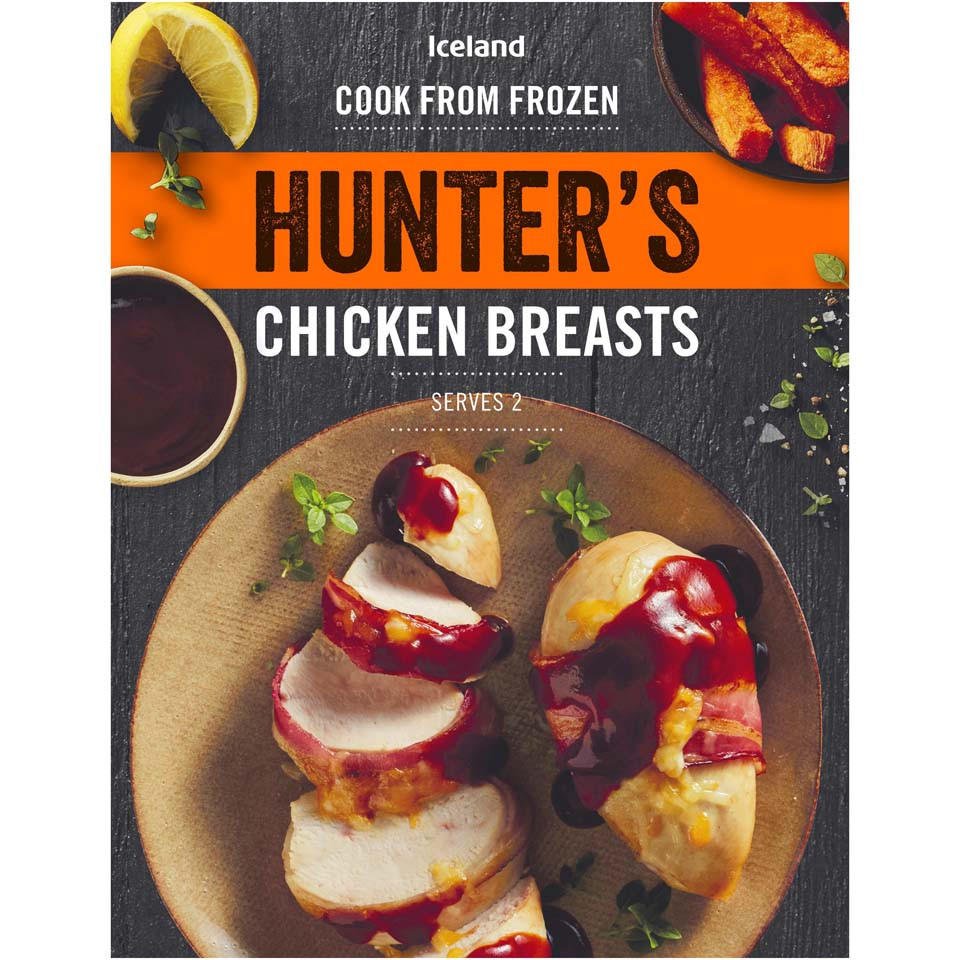 Iceland
COOK FROM FROZEN
HUNTER'S
CHICKEN BREASTS
SERVES 2